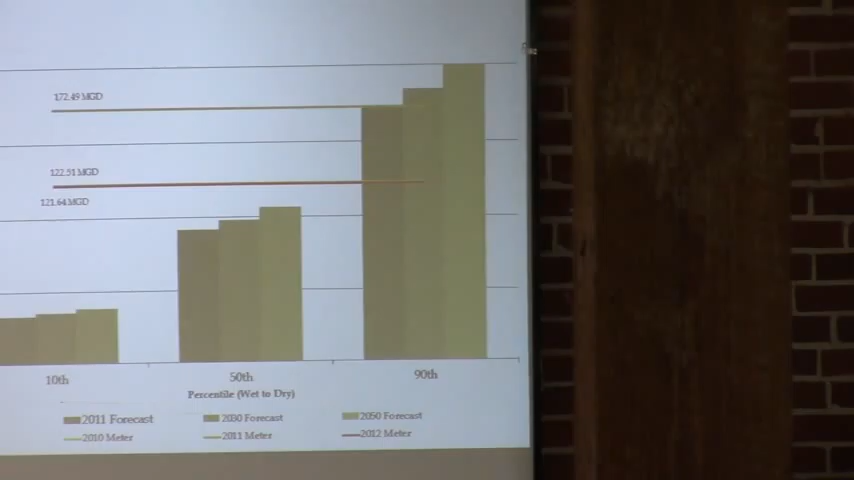 172.49 MGD
122.51 MGD
121.64 MGD
10th 50th 90th
Percentile (Wet to Dry)
2011 Forecast 2030 Forecast 2050 Forecast
2010 Meter 2011 Meter 2012 Meter